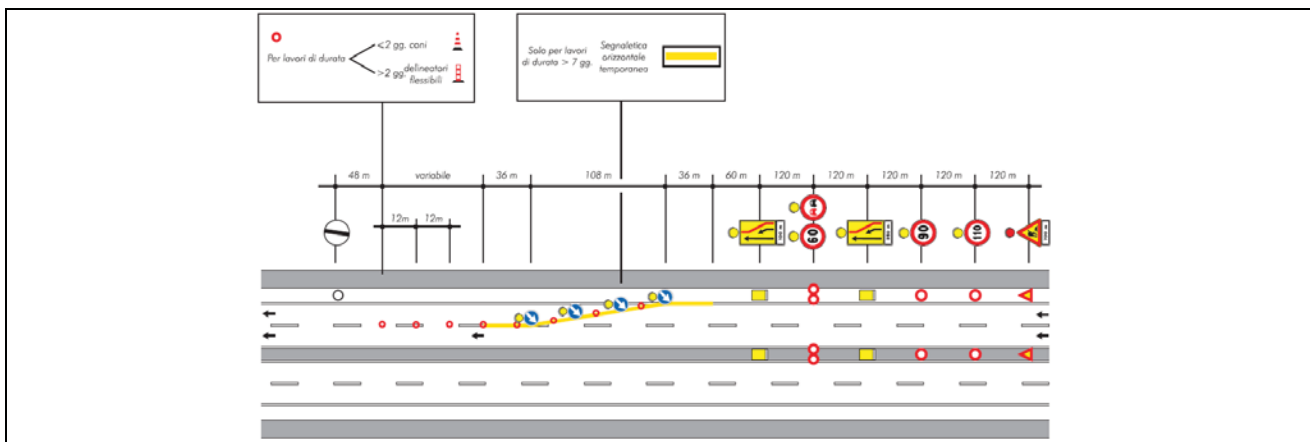 Per lavori di durata
<2 gg. coni
>2 gg. delineatori
flessibili
Solo per lavori
di durata > 7 gg.
Segnaletica
orizzontale
temporanea
48 m
variabile
36 m
108 m
36 m
60 m
120 m
120 m
120 m
120 m
120 m
12m
12m
60
90
110